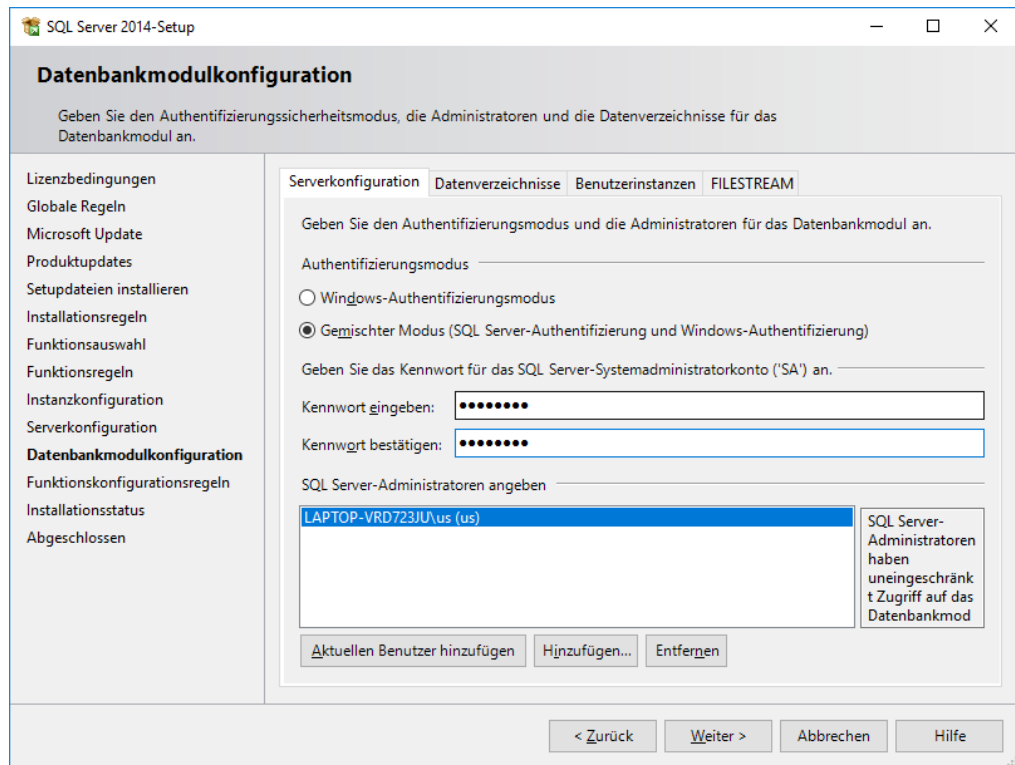 SQL Server 2014-Setup
Datenbankmodulkonfiguration
Geben Sie den Authentifizierungssicherheitsmodus, die Administratoren und die Datenverzeichnisse für das
Datenbankmodul an.
Lizenzbedingungen
Globale Regeln
Microsoft Update
Produktupdates
Setupdateien installieren
Installationsregeln
Funktionsauswahl
Funktionsregeln
Instanzkonfiguration
Serverkonfiguration
Datenbankmodulkonfiguration
Funktionskonfigurationsregeln
Installationsstatus
Abgeschlossen
Serverkonfiguration Datenverzeichnisse Benutzerinstanzen FILESTREAM
Geben Sie den Authentifizierungsmodus und die Administratoren für das Datenbankmodul an.
Authentifizierungsmodus
Windows-Authentifizierungsmodus
Gemischter Modus (SQL Server-Authentifizierung und Windows-Authentifizierung)
Geben Sie das Kennwort für das SQL Server-Systemadministratorkonto ('SA') an.
Kennwort eingeben: ●●●●●●●●
Kennwort bestätigen: ●●●●●●●●
SQL Server-Administratoren angeben
LAPTOP-VRD723JU\us (us)
SQL Server-
Administratoren
haben
uneingeschränk
t Zugriff auf das
Datenbankmod
Aktuellen Benutzer hinzufügen Hinzufügen... Entfernen
< Zurück Weiter > Abbrechen Hilfe